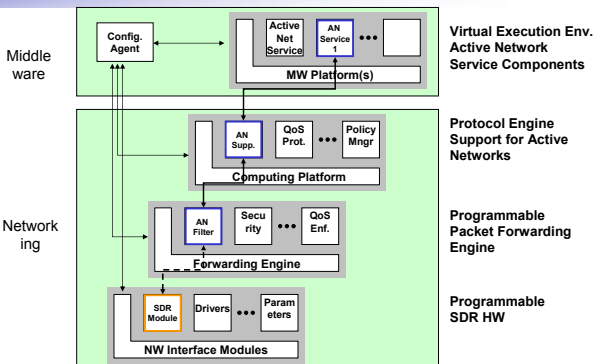 Middle
ware
Config.
Agent
Active
Net
Service
AN
Service
1
•••
MW Platform(s)
Virtual Execution Env.
Active Network
Service Components
Network
ing
AN
Supp.
QoS
Prot.
•••
Policy
Mngr
Computing Platform
Protocol Engine
Support for Active
Networks
AN
Filter
Secu
rity
•••
QoS
Enf.
Forwarding Engine
Programmable
Packet Forwarding
Engine
SDR
Module
Drivers
•••
Param
eters
NW Interface Modules
Programmable
SDR HW